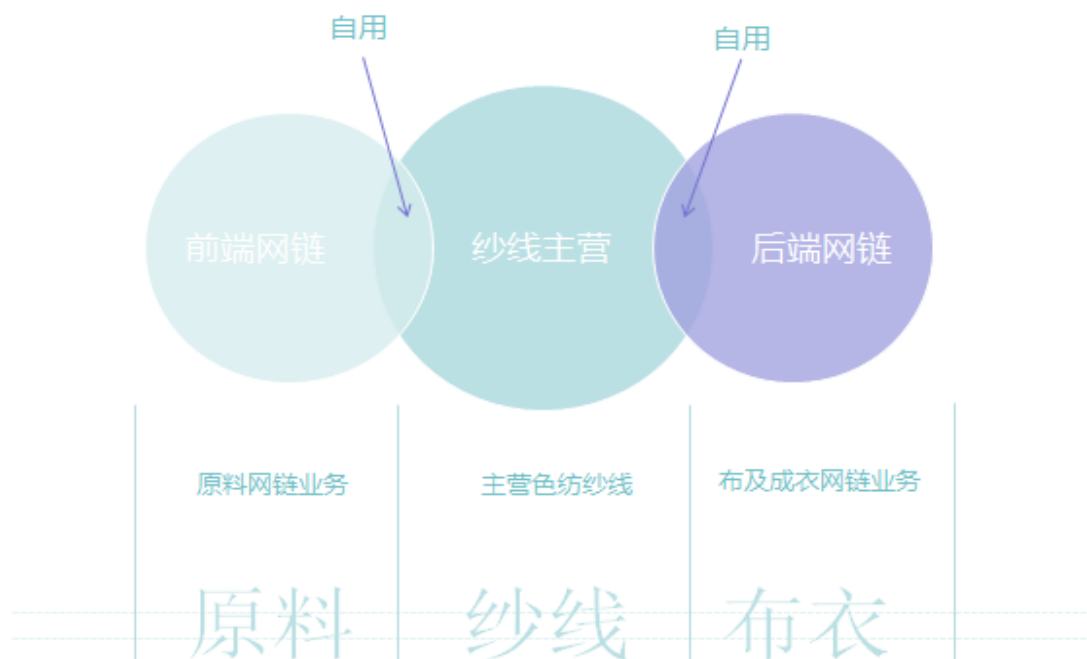 自用
自用
前端网链
纱线主营
后端网链
原料网链业务
主营色纺纱线
布及成衣网链业务
原料
纱线
布衣